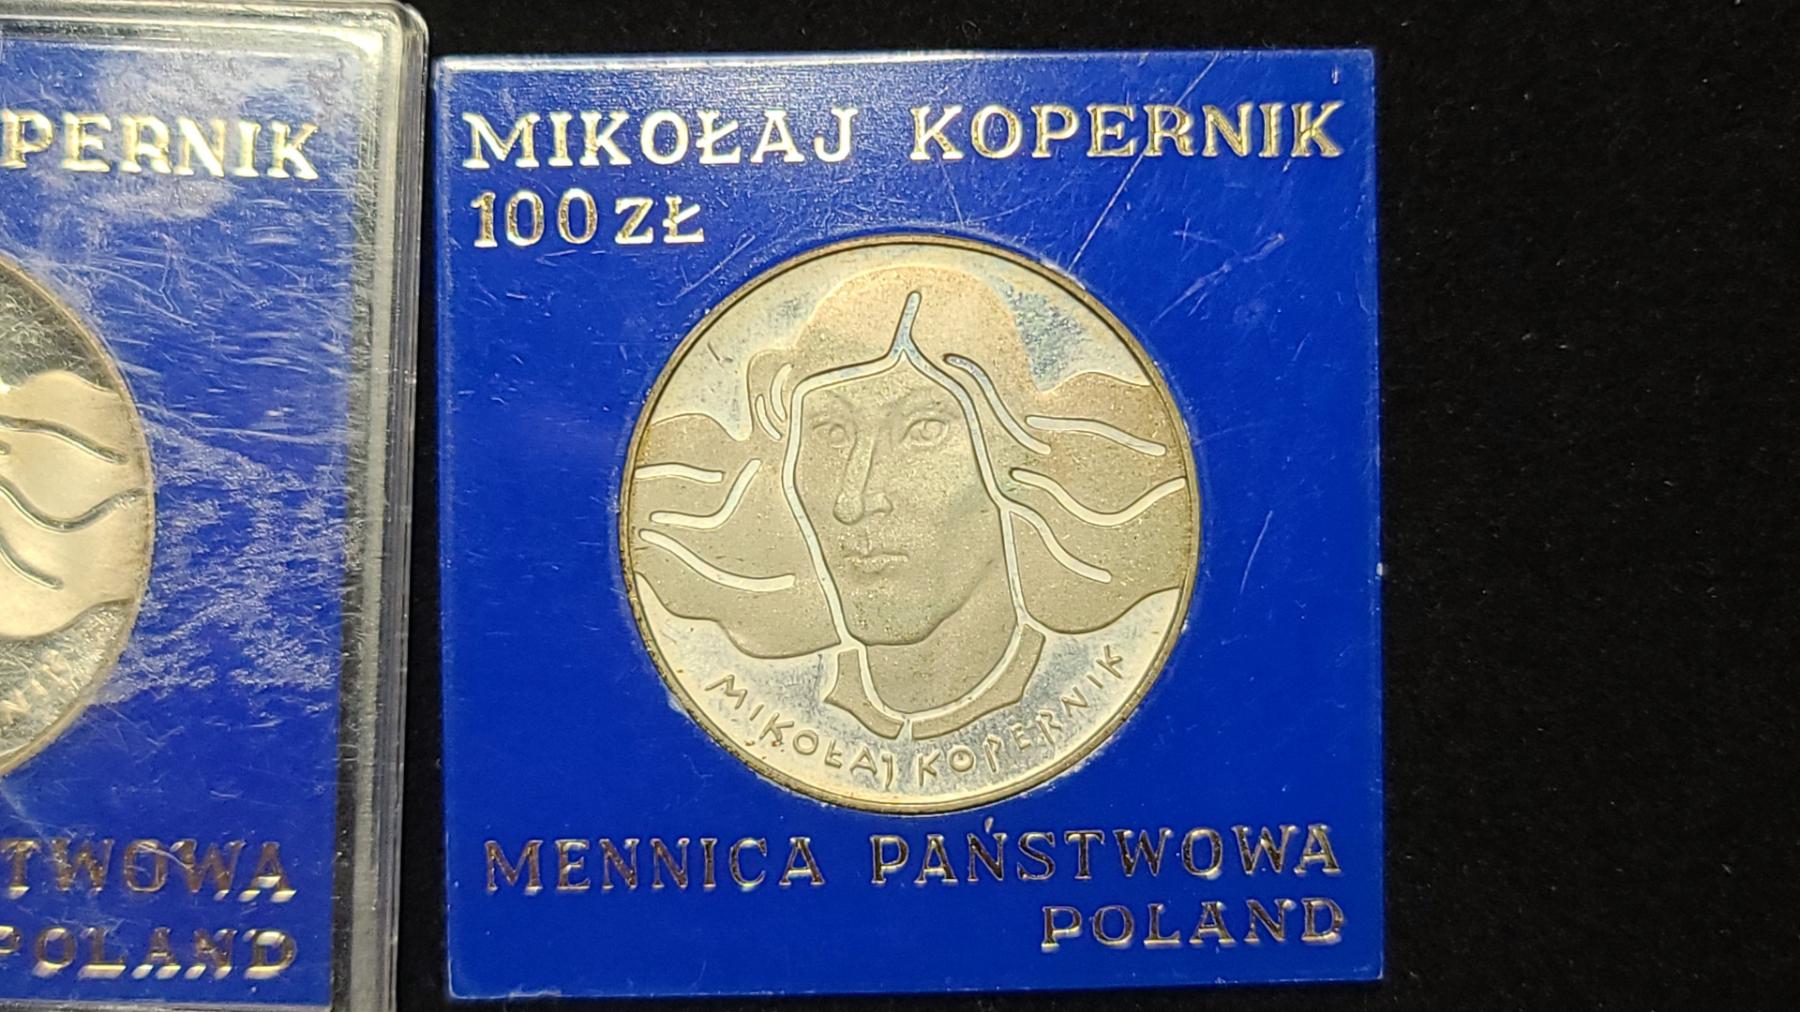 PERNIK
TWOWA
POLAND
MIKOŁAJ KOPERNIK
100 ZŁ
MIKOŁAJ KOPERNIK
MENNICA PAŃSTWOWA
POLAND